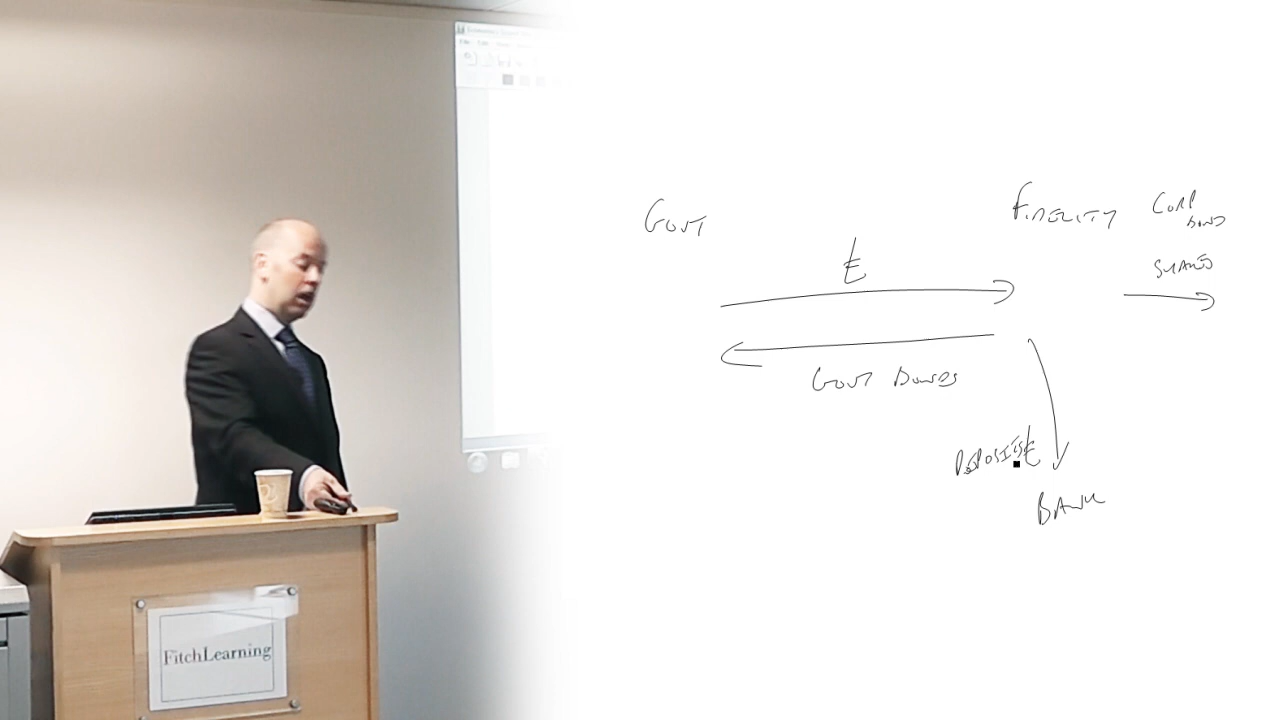 Govt
Fidelity
Corp
Bond
£
Shares
Govt Bonds
Deposits £
Bank
FitchLearning